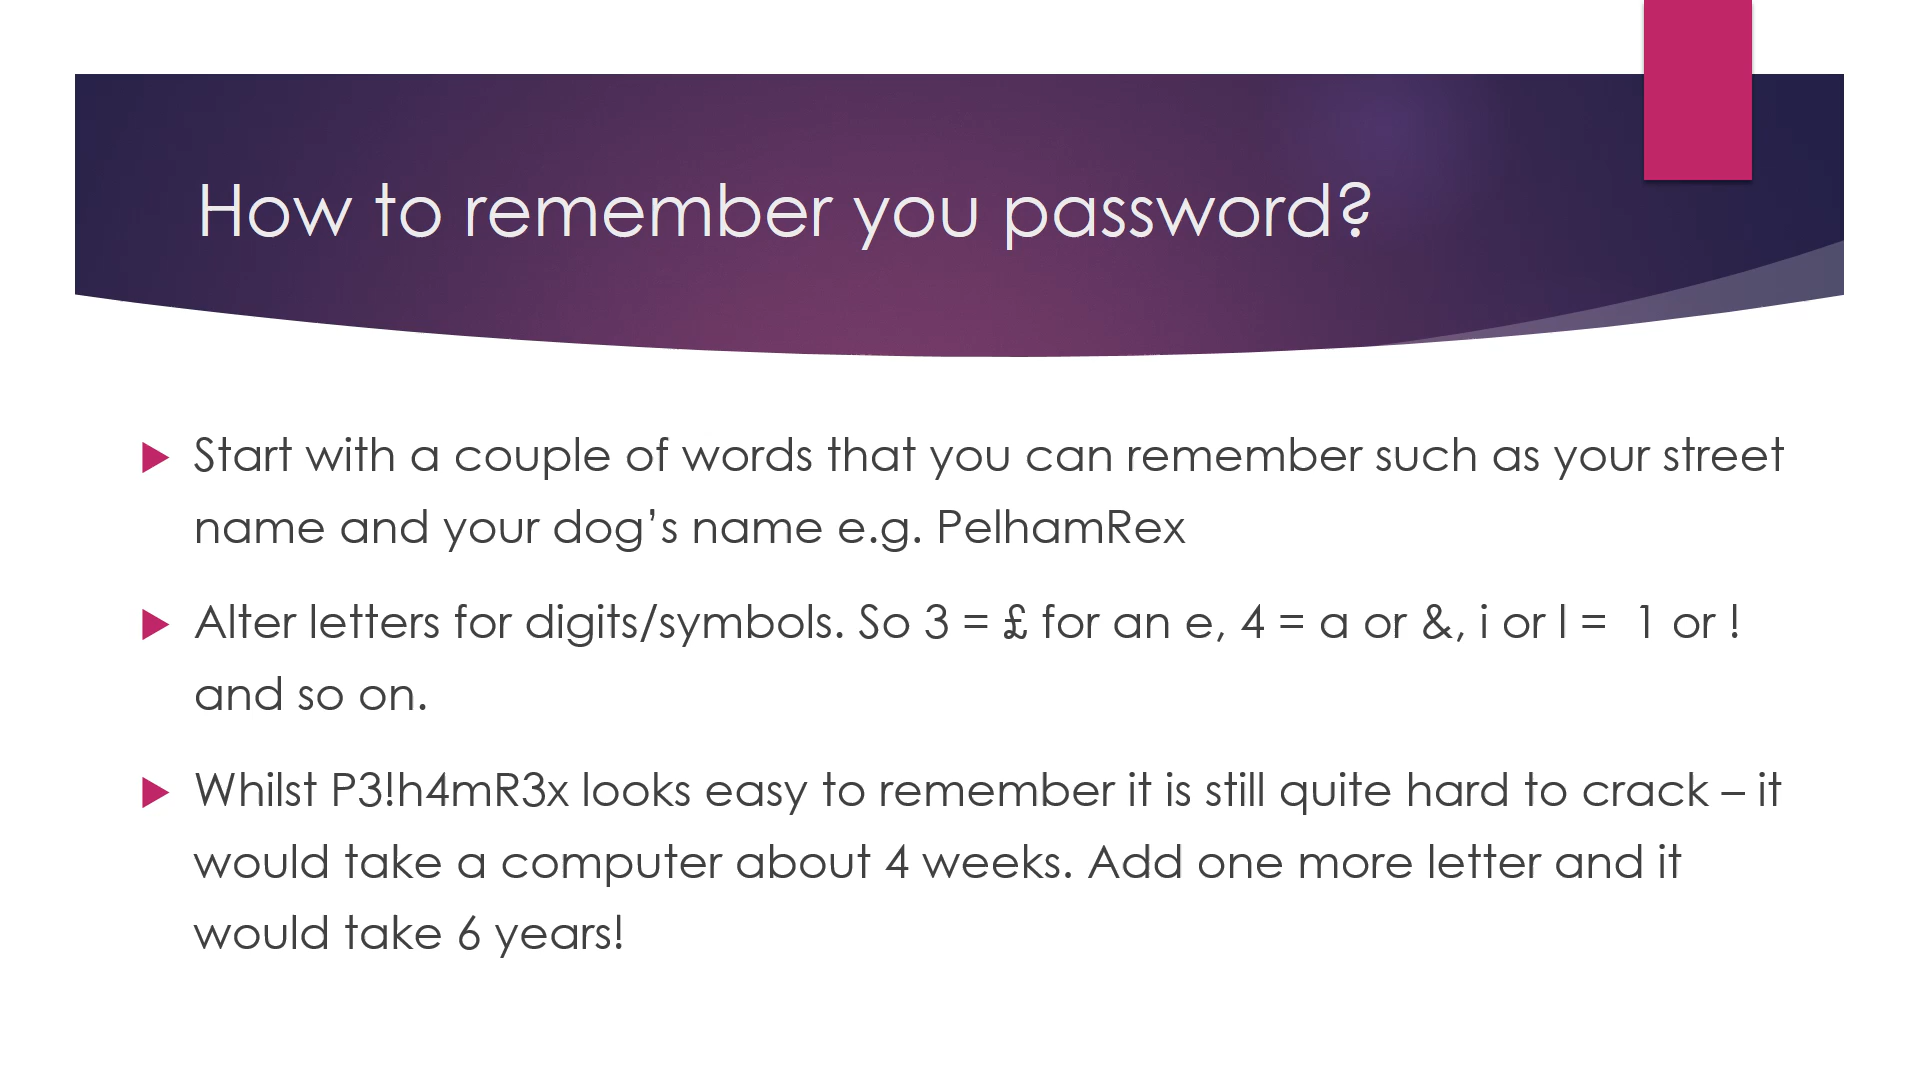 How to remember you password?
Start with a couple of words that you can remember such as your street
name and your dog’s name e.g. PelhamRex
Alter letters for digits/symbols. So 3 = £ for an e, 4 = a or &, i or l =  1 or !
and so on.
Whilst P3!h4mR3x looks easy to remember it is still quite hard to crack – it
would take a computer about 4 weeks. Add one more letter and it
would take 6 years!